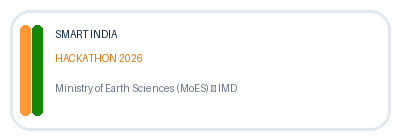 SMART INDIA
HACKATHON 2026
Ministry of Earth Sciences (MoES) ▯ IMD